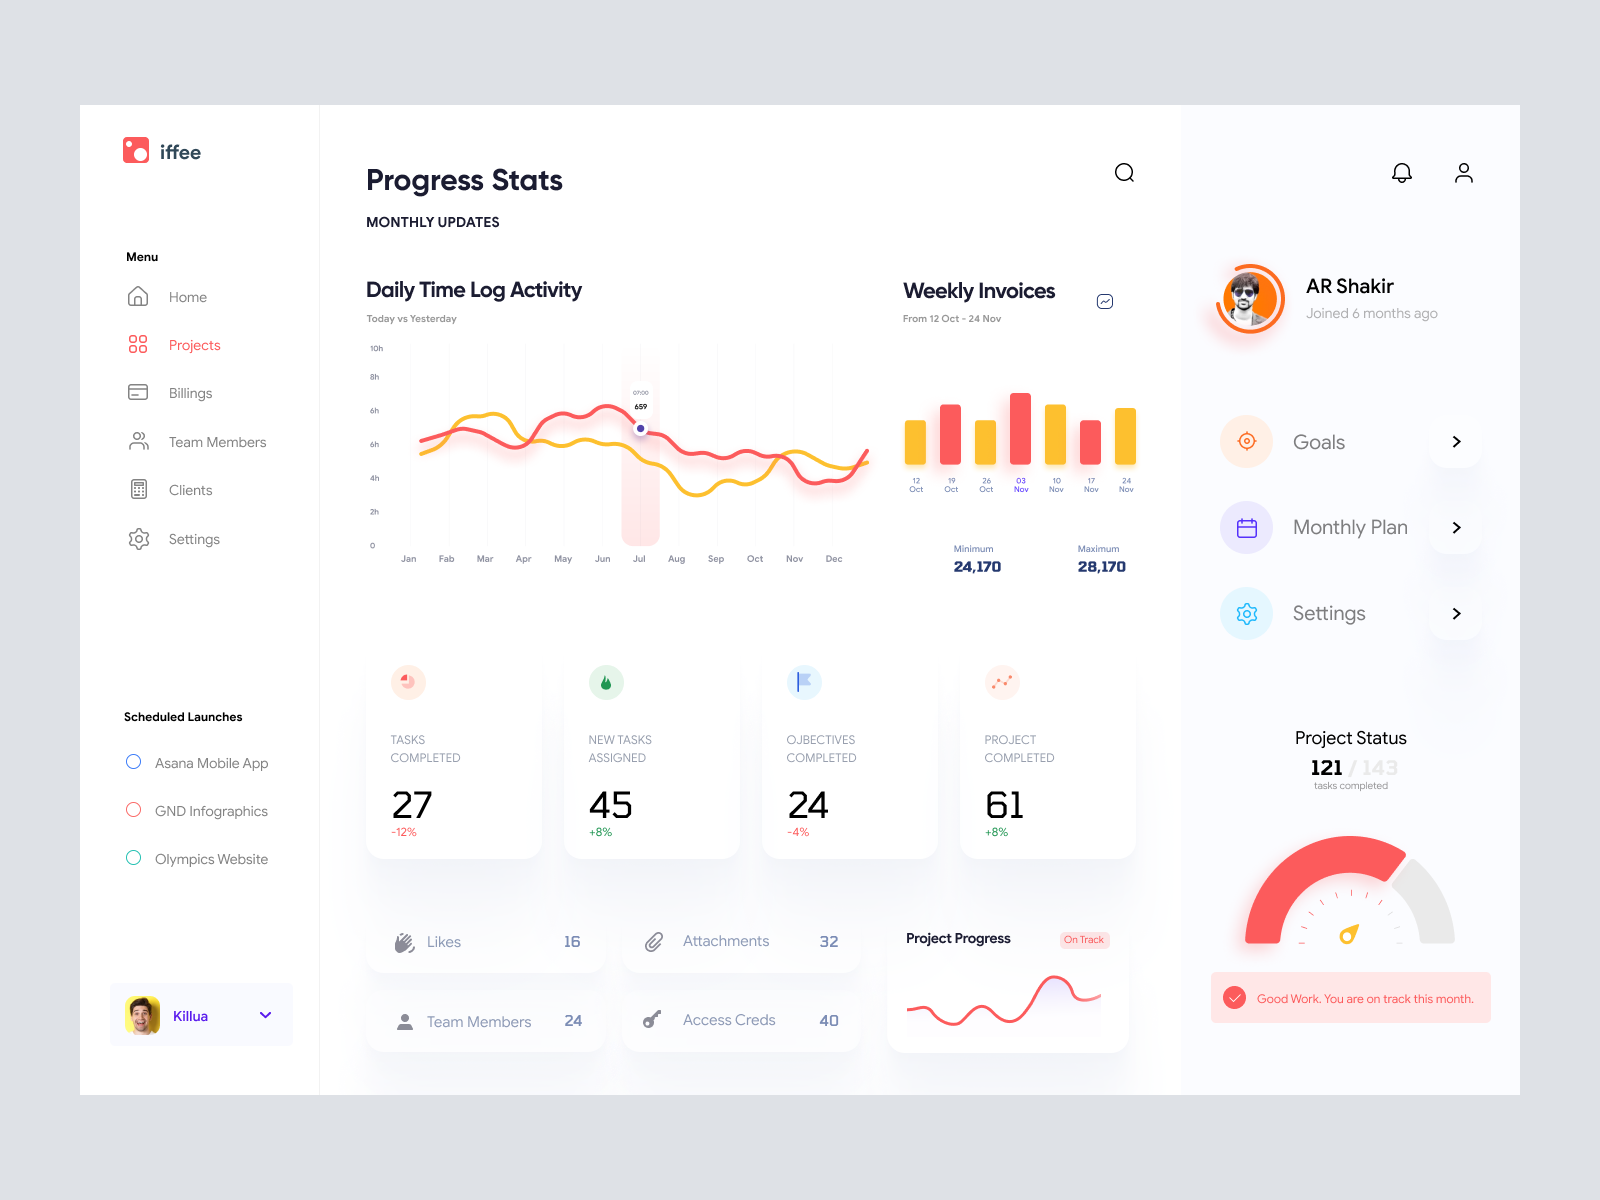 iffee
Menu
Home
Projects
Billings
Team Members
Clients
Settings
Scheduled Launches
Asana Mobile App
GND Infographics
Olympics Website
Killua
Progress Stats
MONTHLY UPDATES
Daily Time Log Activity
Today vs Yesterday
10h
8h
6h
6h
4h
2h
0
07:00
659
Jan Fab Mar Apr May Jun Jul Aug Sep Oct Nov Dec
Weekly Invoices
From 12 Oct - 24 Nov
12 19 26 03 10 17 24
Oct Oct Oct Nov Nov Nov Nov
Minimum
24,170
Maximum
28,170
TASKS
COMPLETED
27
-12%
NEW TASKS
ASSIGNED
45
+8%
OJBECTIVES
COMPLETED
24
-4%
PROJECT
COMPLETED
61
+8%
Likes 16
Attachments 32
Team Members 24
Access Creds 40
Project Progress
On Track
AR Shakir
Joined 6 months ago
Goals
Monthly Plan
Settings
Project Status
121 / 143
tasks completed
Good Work. You are on track this month.